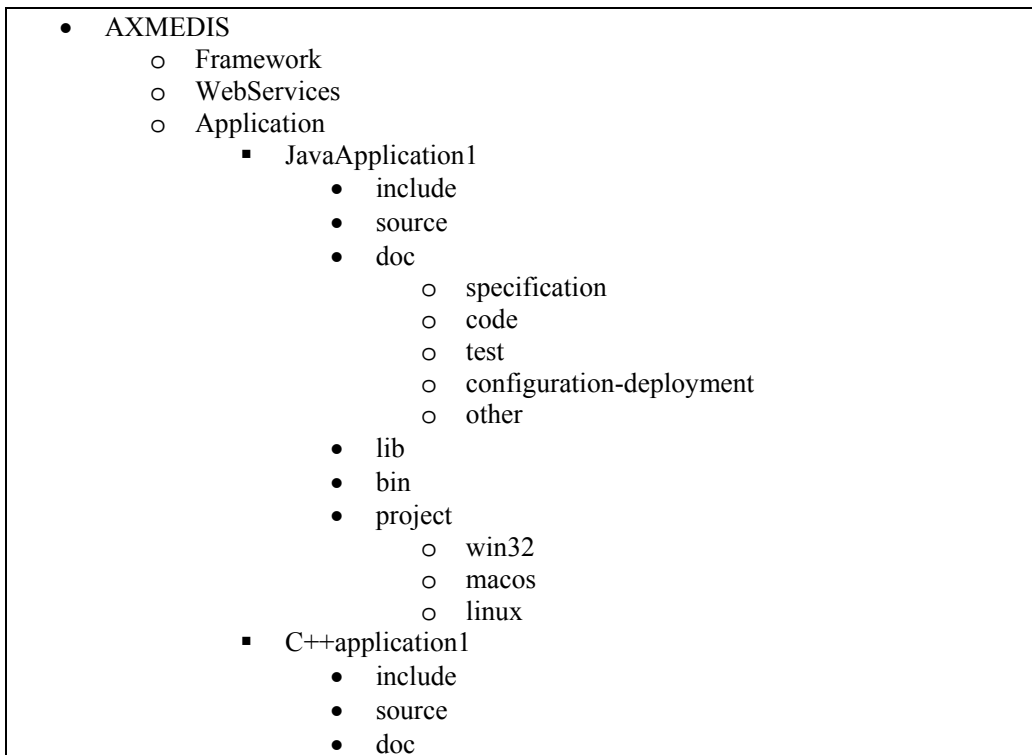 • AXMEDIS
o Framework
o WebServices
o Application
▪ JavaApplication1
• include
• source
• doc
o specification
o code
o test
o configuration-deployment
o other
• lib
• bin
• project
o win32
o macos
o linux
▪ C++application1
• include
• source
• doc